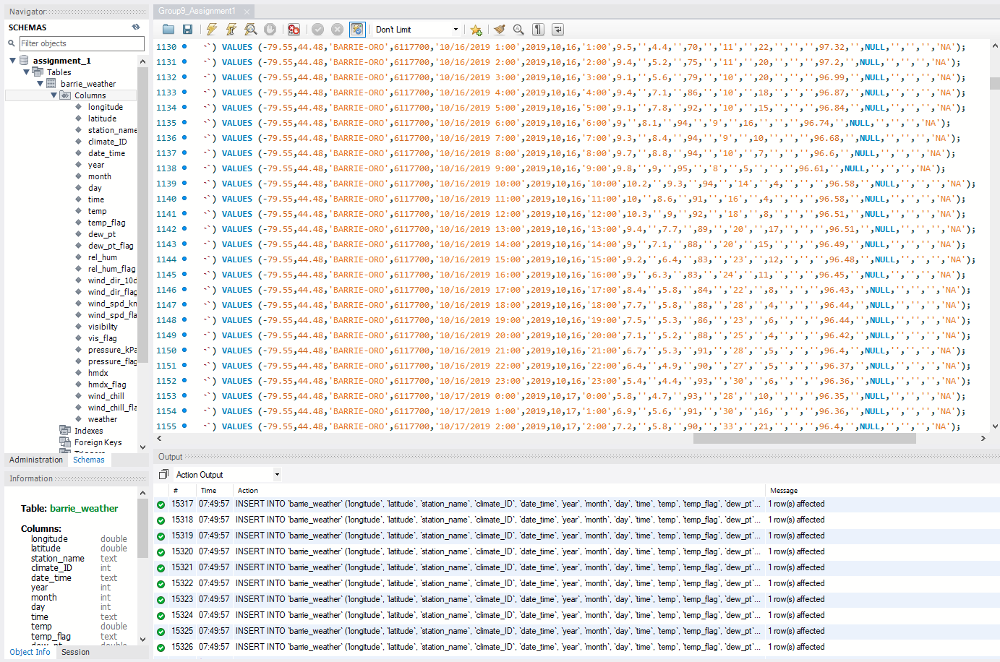 Navigator
SCHEMAS
Filter objects
assignment_1
Tables
barrie_weather
Columns
longitude
latitude
station_name
climate_ID
date_time
year
month
day
time
temp
temp_flag
dew_pt
dew_pt_flag
rel_hum
rel_hum_flag
wind_dir_10d
wind_dir_flag
wind_spd_km
wind_spd_fla
visibility
vis_flag
pressure_kPa
pressure_flag
hmdx
hmdx_flag
wind_chill
wind_chill_fla
weather
Indexes
Foreign Keys
Triggers
Administration Schemas
Information
Table: barrie_weather
Columns:
longitude double
latitude double
station_name text
climate_ID int
date_time text
year int
month int
day int
time text
temp double
temp_flag text
dew_pt double
Object Info Session
Group9_Assignment1
Don't Limit
1130 ~`) VALUES (-79.55,44.48,'BARRIE-ORO',6117700,'10/16/2019 1:00',2019,10,16,'1:00',9.5,'',4.4,'',70,'','11','',22,'','','',97.32,'',NULL,'','','','NA');
1131 ~`) VALUES (-79.55,44.48,'BARRIE-ORO',6117700,'10/16/2019 2:00',2019,10,16,'2:00',9.4,'',5.2,'',75,'','11','',20,'','','',97.2,'',NULL,'','','','NA');
1132 ~`) VALUES (-79.55,44.48,'BARRIE-ORO',6117700,'10/16/2019 3:00',2019,10,16,'3:00',9.1,'',5.6,'',79,'','10','',20,'','','',96.99,'',NULL,'','','','NA');
1133 ~`) VALUES (-79.55,44.48,'BARRIE-ORO',6117700,'10/16/2019 4:00',2019,10,16,'4:00',9.4,'',7.1,'',86,'','10','',18,'','','',96.87,'',NULL,'','','','NA');
1134 ~`) VALUES (-79.55,44.48,'BARRIE-ORO',6117700,'10/16/2019 5:00',2019,10,16,'5:00',9.1,'',7.8,'',92,'','10','',15,'','','',96.84,'',NULL,'','','','NA');
1135 ~`) VALUES (-79.55,44.48,'BARRIE-ORO',6117700,'10/16/2019 6:00',2019,10,16,'6:00',9,'',8.1,'',94,'','9','',16,'','','',96.74,'',NULL,'','','','NA');
1136 ~`) VALUES (-79.55,44.48,'BARRIE-ORO',6117700,'10/16/2019 7:00',2019,10,16,'7:00',9.3,'',8.4,'',94,'','9','',10,'','','',96.68,'',NULL,'','','','NA');
1137 ~`) VALUES (-79.55,44.48,'BARRIE-ORO',6117700,'10/16/2019 8:00',2019,10,16,'8:00',9.7,'',8.8,'',94,'','10','',7,'','','',96.6,'',NULL,'','','','NA');
1138 ~`) VALUES (-79.55,44.48,'BARRIE-ORO',6117700,'10/16/2019 9:00',2019,10,16,'9:00',9.8,'',9,'',95,'','8','',5,'','','',96.61,'',NULL,'','','','NA');
1139 ~`) VALUES (-79.55,44.48,'BARRIE-ORO',6117700,'10/16/2019 10:00',2019,10,16,'10:00',10.2,'',9.3,'',94,'','14','',4,'','','',96.58,'',NULL,'','','','NA');
1140 ~`) VALUES (-79.55,44.48,'BARRIE-ORO',6117700,'10/16/2019 11:00',2019,10,16,'11:00',10,'',8.6,'',91,'','16','',4,'','','',96.58,'',NULL,'','','','NA');
1141 ~`) VALUES (-79.55,44.48,'BARRIE-ORO',6117700,'10/16/2019 12:00',2019,10,16,'12:00',10.3,'',9,'',92,'','18','',8,'','','',96.51,'',NULL,'','','','NA');
1142 ~`) VALUES (-79.55,44.48,'BARRIE-ORO',6117700,'10/16/2019 13:00',2019,10,16,'13:00',9.4,'',7.7,'',89,'','20','',17,'','','',96.51,'',NULL,'','','','NA');
1143 ~`) VALUES (-79.55,44.48,'BARRIE-ORO',6117700,'10/16/2019 14:00',2019,10,16,'14:00',9,'',7.1,'',88,'','20','',15,'','','',96.49,'',NULL,'','','','NA');
1144 ~`) VALUES (-79.55,44.48,'BARRIE-ORO',6117700,'10/16/2019 15:00',2019,10,16,'15:00',9.2,'',6.4,'',83,'','23','',12,'','','',96.48,'',NULL,'','','','NA');
1145 ~`) VALUES (-79.55,44.48,'BARRIE-ORO',6117700,'10/16/2019 16:00',2019,10,16,'16:00',9,'',6.3,'',83,'','24','',11,'','','',96.45,'',NULL,'','','','NA');
1146 ~`) VALUES (-79.55,44.48,'BARRIE-ORO',6117700,'10/16/2019 17:00',2019,10,16,'17:00',8.4,'',5.8,'',84,'','22','',8,'','','',96.43,'',NULL,'','','','NA');
1147 ~`) VALUES (-79.55,44.48,'BARRIE-ORO',6117700,'10/16/2019 18:00',2019,10,16,'18:00',7.7,'',5.8,'',88,'','28','',4,'','','',96.44,'',NULL,'','','','NA');
1148 ~`) VALUES (-79.55,44.48,'BARRIE-ORO',6117700,'10/16/2019 19:00',2019,10,16,'19:00',7.5,'',5.3,'',86,'','23','',6,'','','',96.44,'',NULL,'','','','NA');
1149 ~`) VALUES (-79.55,44.48,'BARRIE-ORO',6117700,'10/16/2019 20:00',2019,10,16,'20:00',7.1,'',5.2,'',88,'','25','',4,'','','',96.42,'',NULL,'','','','NA');
1150 ~`) VALUES (-79.55,44.48,'BARRIE-ORO',6117700,'10/16/2019 21:00',2019,10,16,'21:00',6.7,'',5.3,'',91,'','28','',5,'','','',96.4,'',NULL,'','','','NA');
1151 ~`) VALUES (-79.55,44.48,'BARRIE-ORO',6117700,'10/16/2019 22:00',2019,10,16,'22:00',6.4,'',4.9,'',90,'','27','',5,'','','',96.37,'',NULL,'','','','NA');
1152 ~`) VALUES (-79.55,44.48,'BARRIE-ORO',6117700,'10/16/2019 23:00',2019,10,16,'23:00',5.4,'',4.4,'',93,'','30','',6,'','','',96.36,'',NULL,'','','','NA');
1153 ~`) VALUES (-79.55,44.48,'BARRIE-ORO',6117700,'10/17/2019 0:00',2019,10,17,'0:00',5.8,'',4.7,'',93,'','28','',10,'','','',96.35,'',NULL,'','','','NA');
1154 ~`) VALUES (-79.55,44.48,'BARRIE-ORO',6117700,'10/17/2019 1:00',2019,10,17,'1:00',6.9,'',5.6,'',91,'','30','',16,'','','',96.36,'',NULL,'','','','NA');
1155 ~`) VALUES (-79.55,44.48,'BARRIE-ORO',6117700,'10/17/2019 2:00',2019,10,17,'2:00',7.2,'',5.8,'',90,'','33','',21,'','','',96.4,'',NULL,'','','','NA');
Output
Action Output
# Time Action Message
15317 07:49:57 INSERT INTO `barrie_weather` (`longitude`, `latitude`, `station_name`, `climate_ID`, `date_time`, `year`, `month`, `day`, `time`, `temp`, `temp_flag`, `dew_pt`... 1 row(s) affected
15318 07:49:57 INSERT INTO `barrie_weather` (`longitude`, `latitude`, `station_name`, `climate_ID`, `date_time`, `year`, `month`, `day`, `time`, `temp`, `temp_flag`, `dew_pt`... 1 row(s) affected
15319 07:49:57 INSERT INTO `barrie_weather` (`longitude`, `latitude`, `station_name`, `climate_ID`, `date_time`, `year`, `month`, `day`, `time`, `temp`, `temp_flag`, `dew_pt`... 1 row(s) affected
15320 07:49:57 INSERT INTO `barrie_weather` (`longitude`, `latitude`, `station_name`, `climate_ID`, `date_time`, `year`, `month`, `day`, `time`, `temp`, `temp_flag`, `dew_pt`... 1 row(s) affected
15321 07:49:57 INSERT INTO `barrie_weather` (`longitude`, `latitude`, `station_name`, `climate_ID`, `date_time`, `year`, `month`, `day`, `time`, `temp`, `temp_flag`, `dew_pt`... 1 row(s) affected
15322 07:49:57 INSERT INTO `barrie_weather` (`longitude`, `latitude`, `station_name`, `climate_ID`, `date_time`, `year`, `month`, `day`, `time`, `temp`, `temp_flag`, `dew_pt`... 1 row(s) affected
15323 07:49:57 INSERT INTO `barrie_weather` (`longitude`, `latitude`, `station_name`, `climate_ID`, `date_time`, `year`, `month`, `day`, `time`, `temp`, `temp_flag`, `dew_pt`... 1 row(s) affected
15324 07:49:57 INSERT INTO `barrie_weather` (`longitude`, `latitude`, `station_name`, `climate_ID`, `date_time`, `year`, `month`, `day`, `time`, `temp`, `temp_flag`, `dew_pt`... 1 row(s) affected
15325 07:49:57 INSERT INTO `barrie_weather` (`longitude`, `latitude`, `station_name`, `climate_ID`, `date_time`, `year`, `month`, `day`, `time`, `temp`, `temp_flag`, `dew_pt`... 1 row(s) affected
15326 07:49:57 INSERT INTO `barrie_weather` (`longitude`, `latitude`, `station_name`, `climate_ID`, `date_time`, `year`, `month`, `day`, `time`, `temp`, `temp_flag`, `dew_pt`... 1 row(s) affected